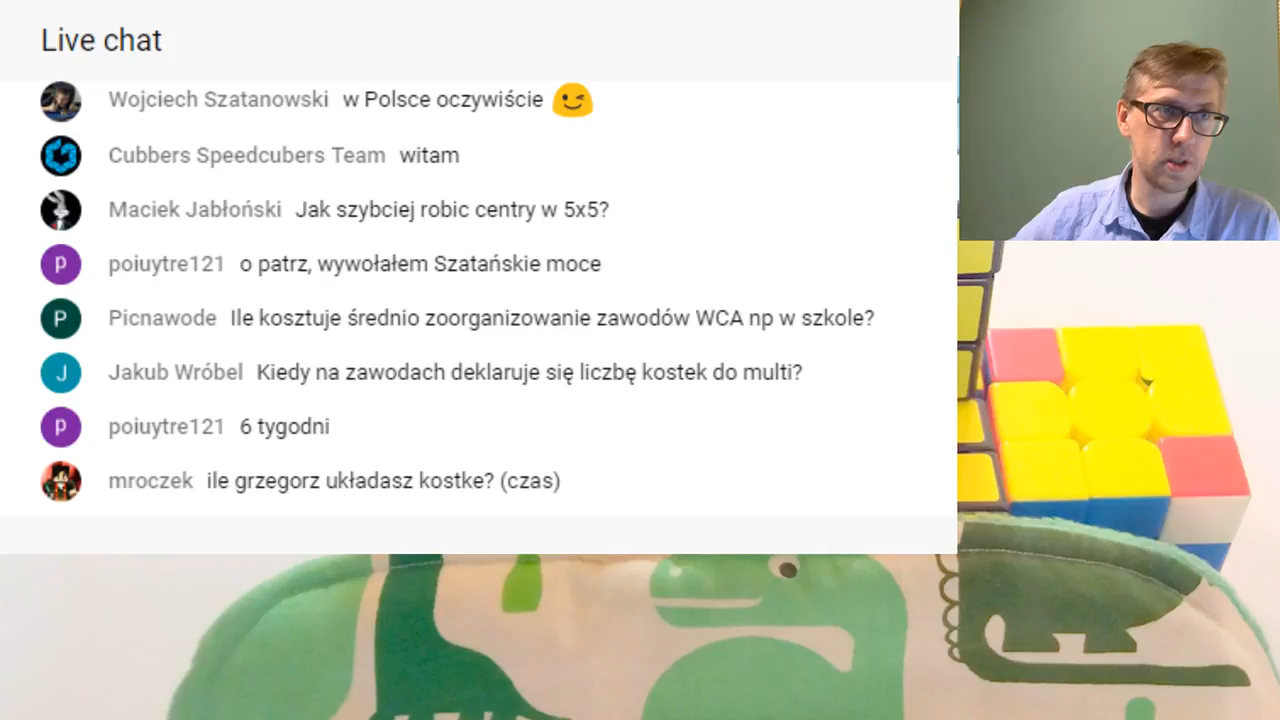 Live chat
Wojciech Szatanowski w Polsce oczywiście 😉
Cubbers Speedcubers Team witam
Maciek Jabłoński Jak szybciej robic centry w 5x5?
p poiuytre121 o patrz, wywołałem Szatańskie moce
P Picnawode Ile kosztuje średnio zoorganizowanie zawodów WCA np w szkole?
J Jakub Wróbel Kiedy na zawodach deklaruje się liczbę kostek do multi?
p poiuytre121 6 tygodni
mroczek ile grzegorz układasz kostke? (czas)